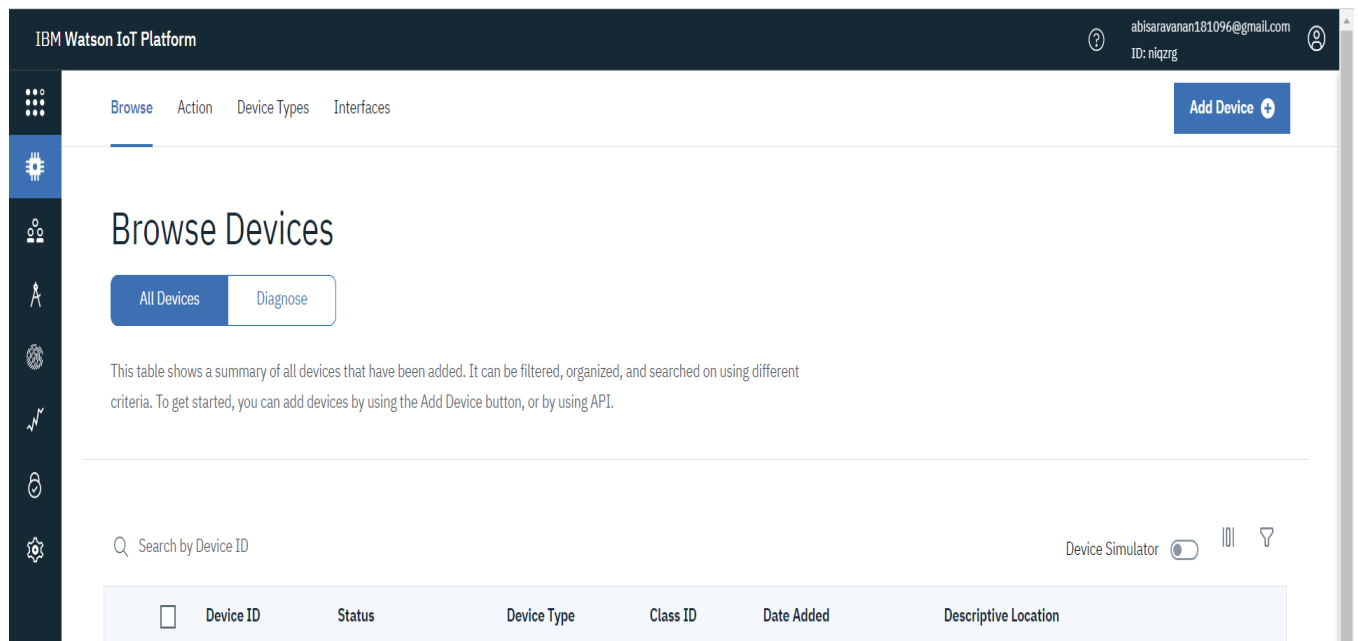 IBM Watson IoT Platform
abisaravanan181096@gmail.com
ID: niqzrg
Browse Action Device Types Interfaces
Add Device
Browse Devices
All Devices Diagnose
This table shows a summary of all devices that have been added. It can be filtered, organized, and searched on using different
criteria. To get started, you can add devices by using the Add Device button, or by using API.
Search by Device ID
Device Simulator
Device ID Status Device Type Class ID Date Added Descriptive Location